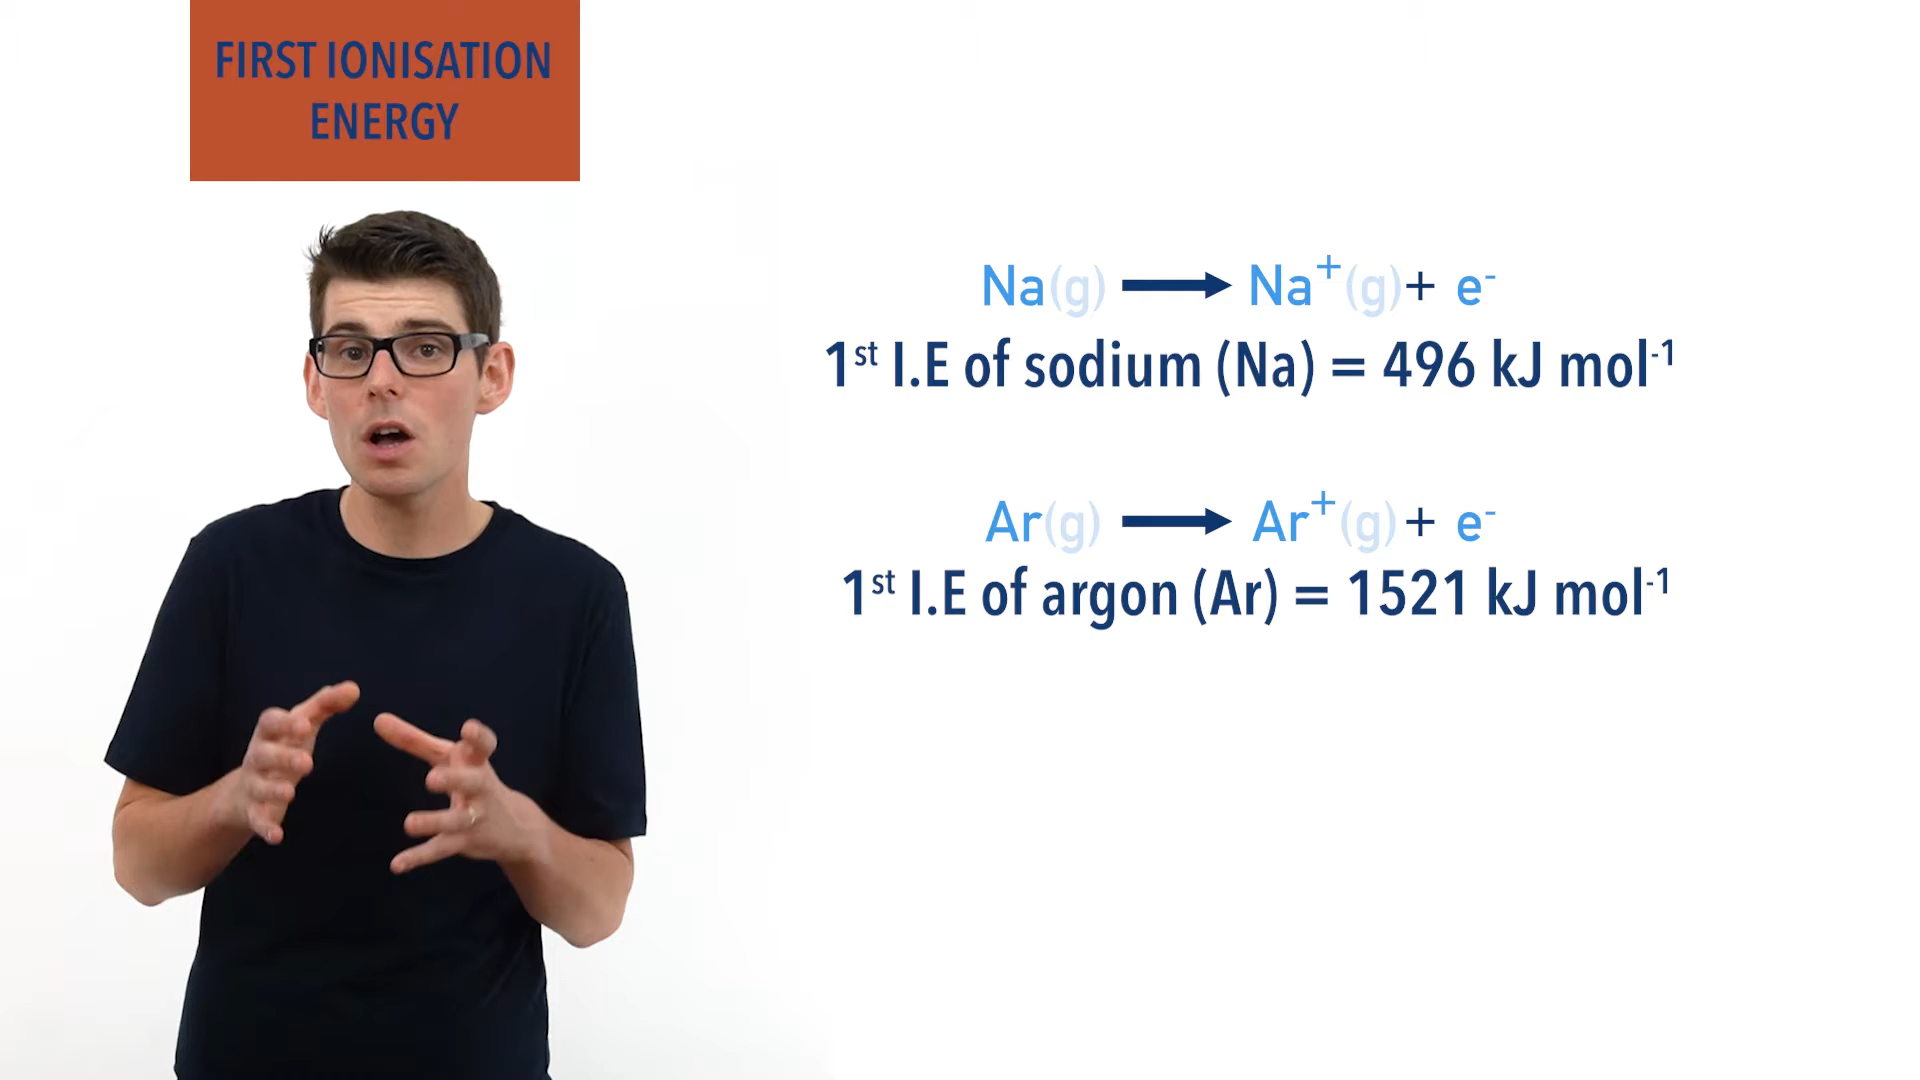 FIRST IONISATION
ENERGY
Na(g) → Na⁺(g) + e⁻
1ˢᵗ I.E of sodium (Na) = 496 kJ mol⁻¹
Ar(g) → Ar⁺(g) + e⁻
1ˢᵗ I.E of argon (Ar) = 1521 kJ mol⁻¹